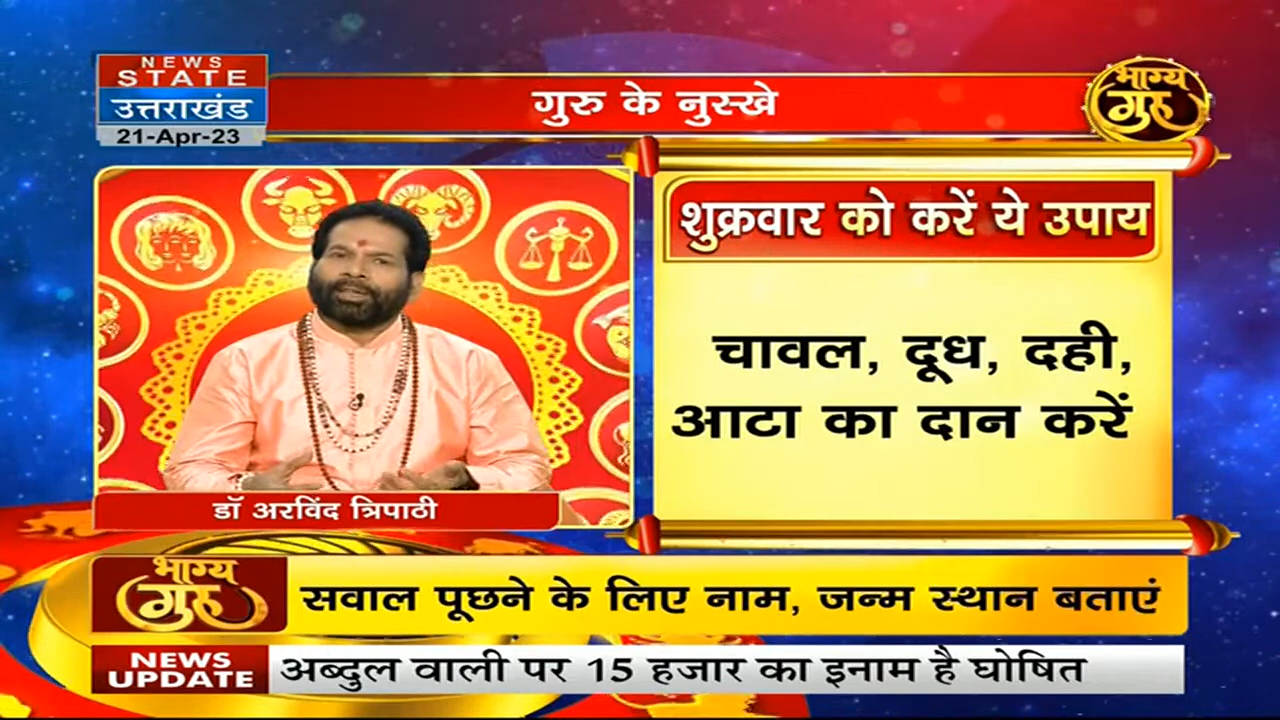 NEWS
STATE
उत्तराखंड
21-Apr-23
गुरु के नुस्खे
भाग्य
गुरु
शुक्रवार को करें ये उपाय
चावल, दूध, दही,
आटा का दान करें
डॉ अरविंद त्रिपाठी
भाग्य
गुरु
सवाल पूछने के लिए नाम, जन्म स्थान बताएं
NEWS
UPDATE
अब्दुल वाली पर 15 हजार का इनाम है घोषित